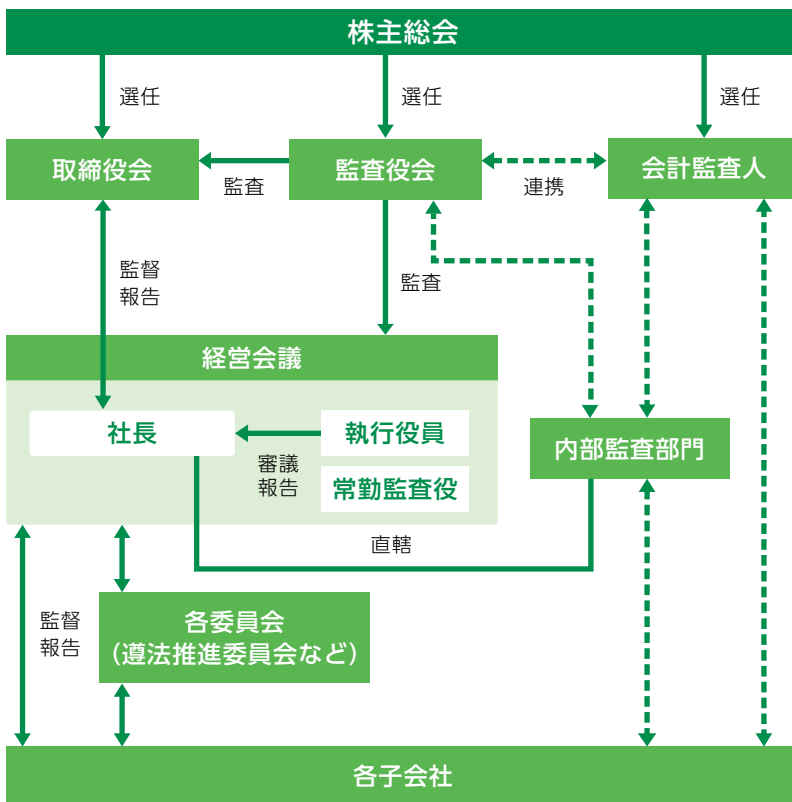 株主総会
選任
選任
選任
取締役会
監査
監査役会
連携
会計監査人
監督
報告
監査
経営会議
社長
執行役員
審議
報告
常勤監査役
内部監査部門
直轄
監督
報告
各委員会
（遵法推進委員会など）
各子会社